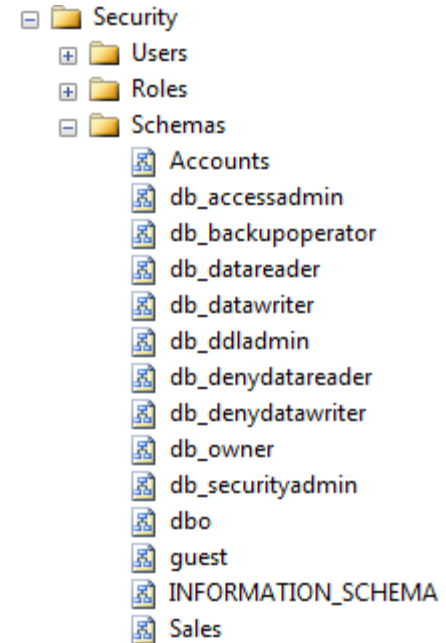 Security
Users
Roles
Schemas
Accounts
db_accessadmin
db_backupoperator
db_datareader
db_datawriter
db_ddladmin
db_denydatareader
db_denydatawriter
db_owner
db_securityadmin
dbo
guest
INFORMATION_SCHEMA
Sales